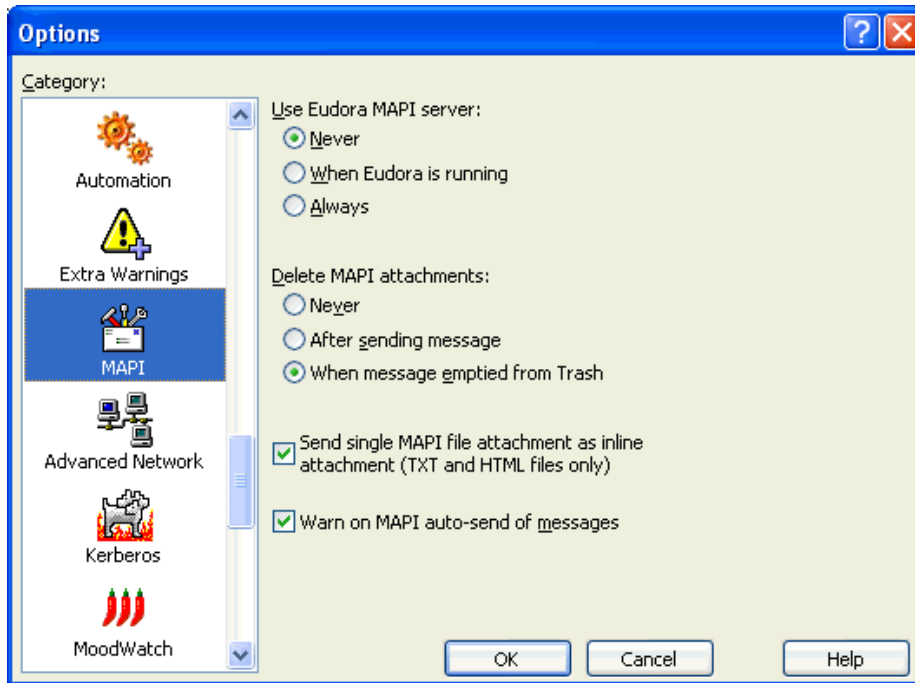 Options
Category:
Automation
Extra Warnings
MAPI
Advanced Network
Kerberos
MoodWatch
Use Eudora MAPI server:
Never
When Eudora is running
Always
Delete MAPI attachments:
Never
After sending message
When message emptied from Trash
Send single MAPI file attachment as inline
attachment (TXT and HTML files only)
Warn on MAPI auto-send of messages
OK
Cancel
Help